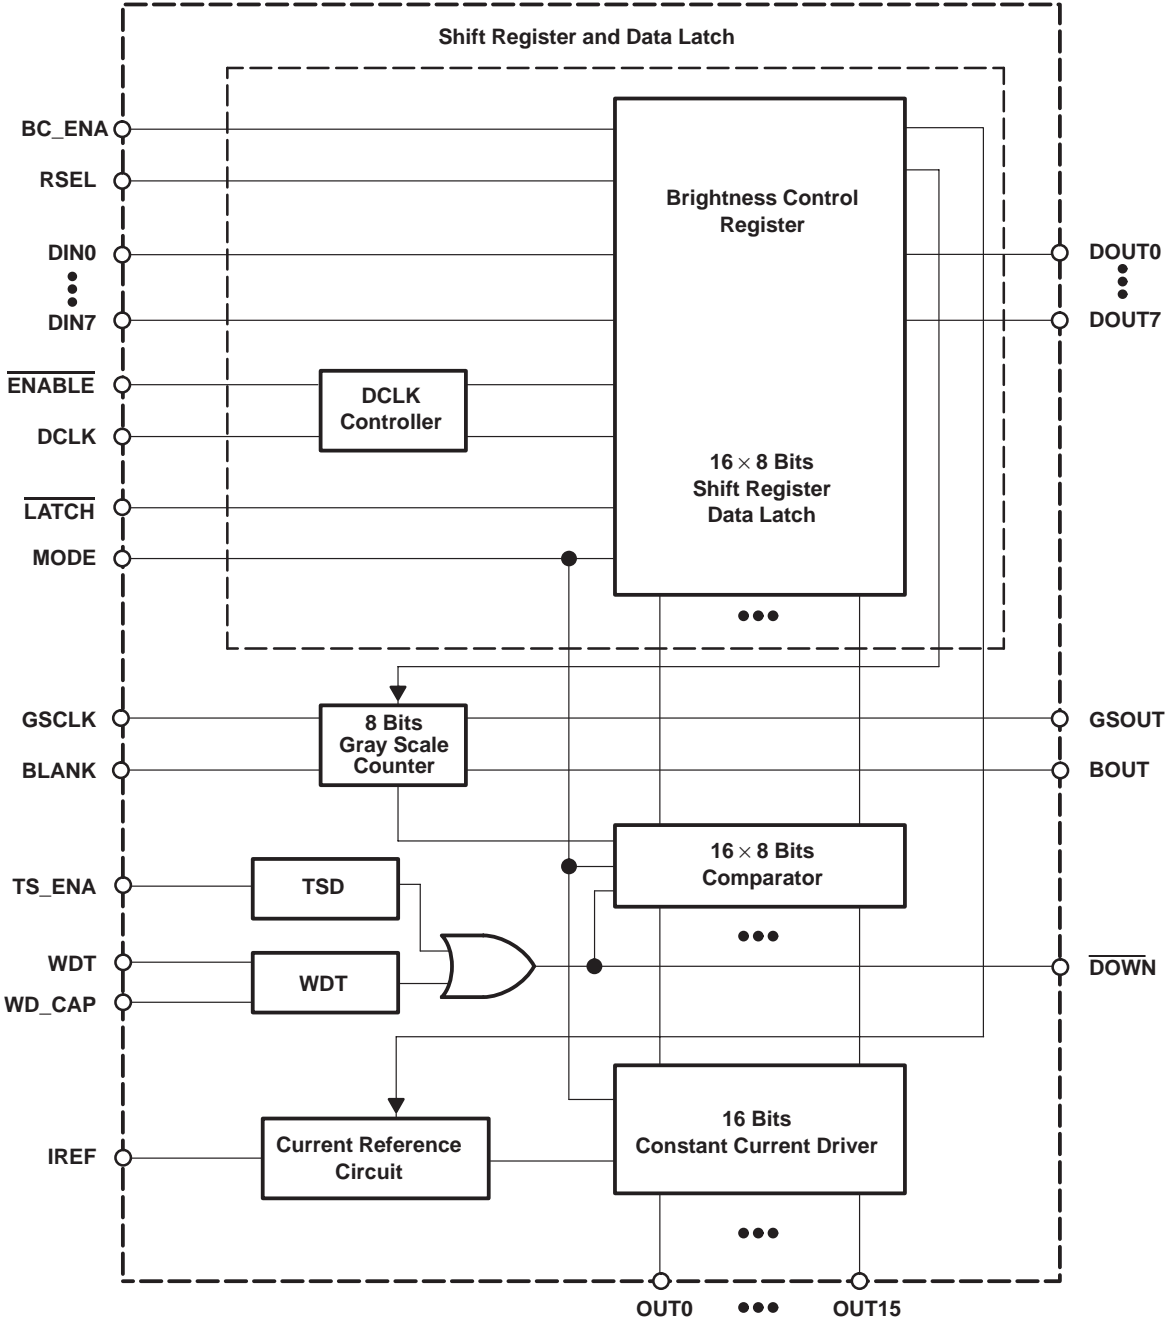 Shift Register and Data Latch
BC_ENA
RSEL
DIN0
DIN7
ENABLE
DCLK
LATCH
MODE
Brightness Control
Register
DCLK
Controller
16 × 8 Bits
Shift Register
Data Latch
DOUT0
DOUT7
GSCLK
BLANK
8 Bits
Gray Scale
Counter
GSOUT
BOUT
16 × 8 Bits
Comparator
TS_ENA
TSD
WDT
WD_CAP
WDT
DOWN
IREF
Current Reference
Circuit
16 Bits
Constant Current Driver
OUT0
OUT15